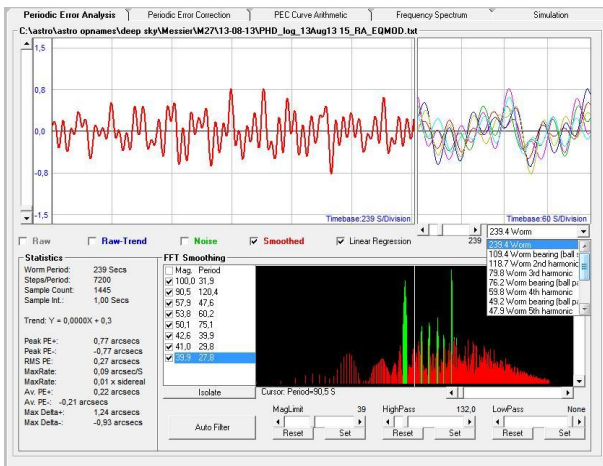 Periodic Error Analysis Periodic Error Correction PEC Curve Arithmetic Frequency Spectrum Simulation
C:\astro\astro opnames\deep sky\Messier\M27\13-08-13\PHD_log_13Aug13 15_RA_EQMOD.txt
1,5
0,8
0,0
-0,8
-1,5
Timebase:239 S/Division Timebase:60 S/Division
Raw Raw-Trend Noise Smoothed Linear Regression 239 239.4 Worm
239.4 Worm
109.4 Worm bearing (ball
118.7 Worm 2nd harmonic
79.8 Worm 3rd harmonic
76.2 Worm bearing (ball pa
59.8 Worm 4th harmonic
49.2 Worm bearing (ball pa
47.9 Worm 5th harmonic
Statistics
Worm Period: 239 Secs
Steps/Period: 7200
Sample Count: 1445
Sample Int.: 1,00 Secs
Trend: Y = 0,0000X + 0,3
Peak PE+: 0,77 arcsecs
Peak PE-: -0,77 arcsecs
RMS PE: 0,27 arcsecs
MaxRate: 0,09 arcsec/S
MaxRate: 0,01 x sidereal
Av. PE+: 0,22 arcsecs
Av. PE-: -0,21 arcsecs
Max Delta+: 1,24 arcsecs
Max Delta-: -0,93 arcsecs
FFT Smoothing
Mag. Period
100,0 31,9
90,5 120,4
57,9 47,6
53,8 60,2
50,1 75,1
42,6 39,9
41,0 29,8
39,9 27,8
Isolate
Cursor: Period=90,5 S
Auto Filter
MagLimit 39 HighPass 132,0 LowPass None
Reset Set Reset Set Reset Set